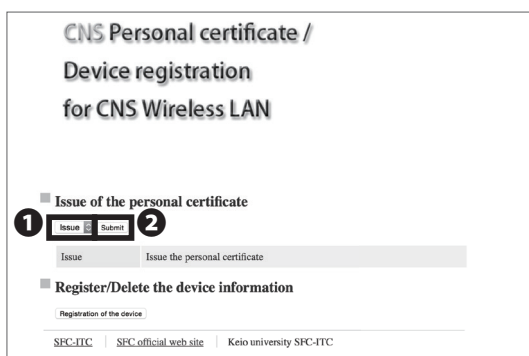 CNS Personal certificate /
Device registration
for CNS Wireless LAN
Issue of the personal certificate
1 Issue Submit 2
Issue Issue the personal certificate
Register/Delete the device information
Registration of the device
SFC-ITC SFC official web site Keio university SFC-ITC